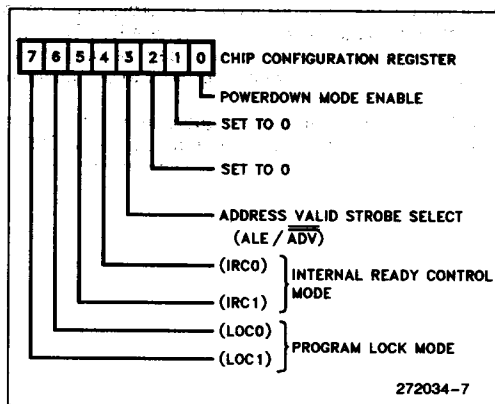 7 6 5 4 3 2 1 0 CHIP CONFIGURATION REGISTER
POWERDOWN MODE ENABLE
SET TO 0
SET TO 0
ADDRESS VALID STROBE SELECT
(ALE / ADV)
(IRC0)
INTERNAL READY CONTROL
MODE
(IRC1)
(LOC0)
PROGRAM LOCK MODE
(LOC1)
272034-7